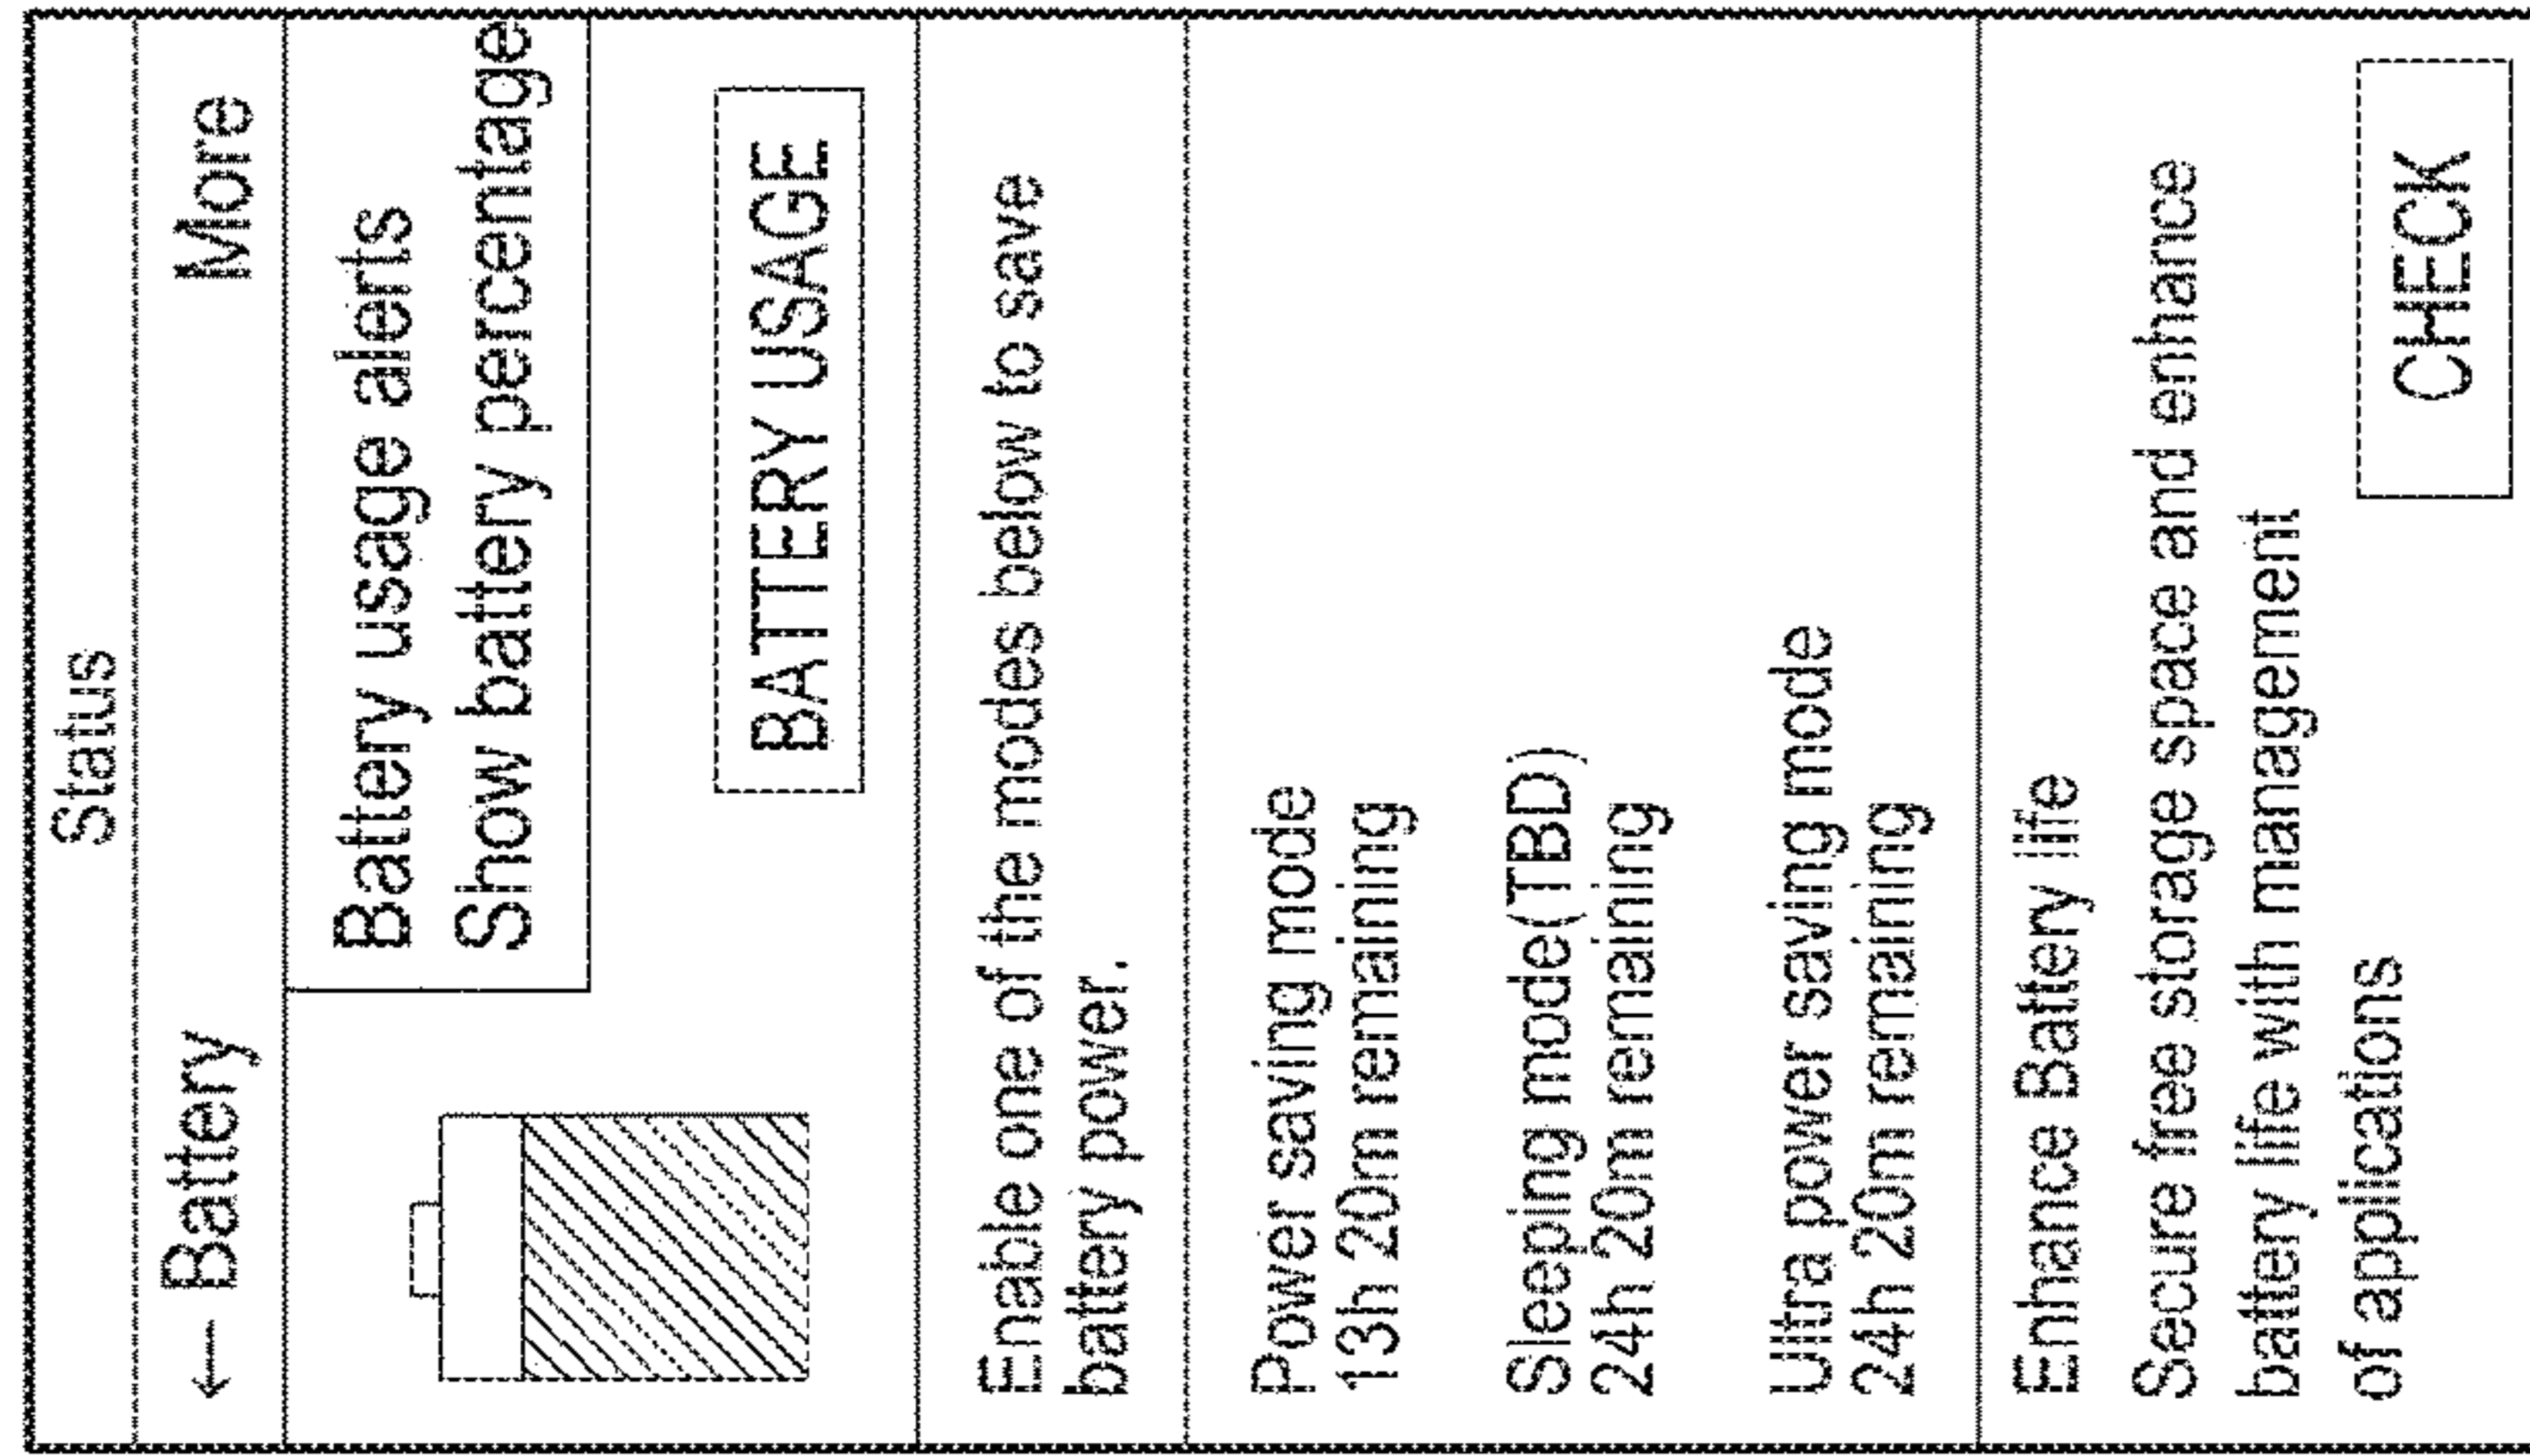 Status
← Battery More
Battery usage alerts
Show battery percentage
BATTERY USAGE
Enable one of the modes below to save
battery power.
Power saving mode
13h 20m remaining
Sleeping mode(TBD)
24h 20m remaining
Ultra power saving mode
24h 20m remaining
Enhance Battery life
Secure free storage space and enhance
battery life with management
of applications
CHECK